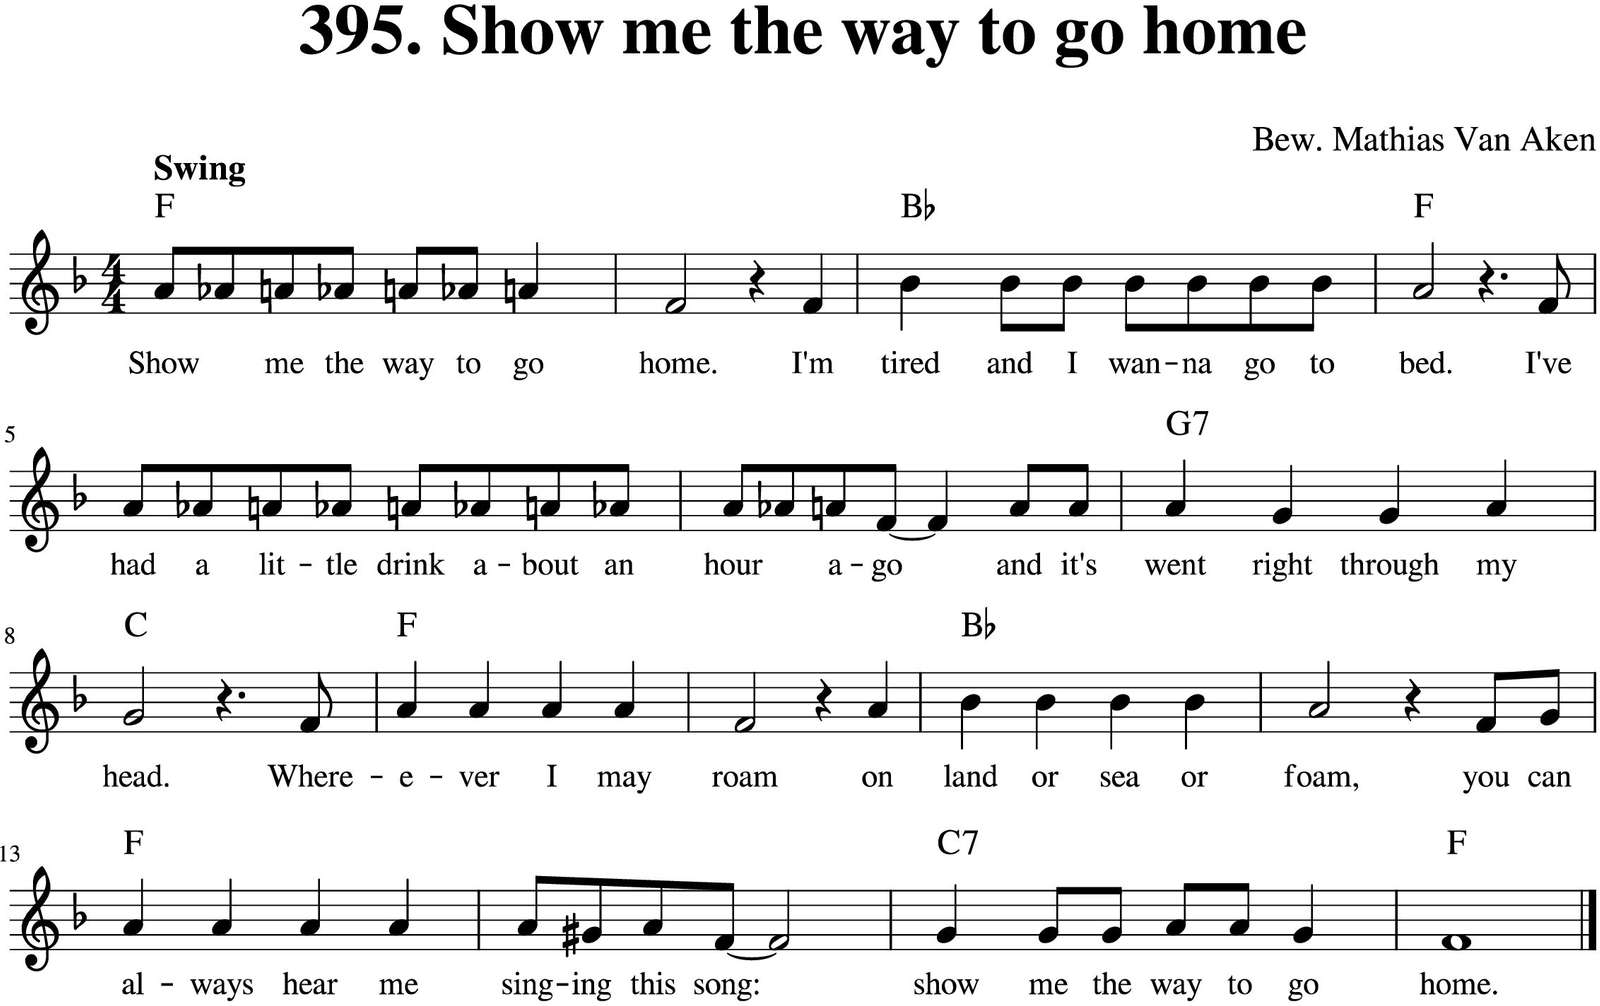 395. Show me the way to go home
Bew. Mathias Van Aken
Swing
F B♭ F
4
4
Show me the way to go home. I'm tired and I wan-na go to bed. I've
5
G7
had a lit-tle drink a-bout an hour a-go and it's went right through my
8
C F B♭
head. Where-e-ver I may roam on land or sea or foam, you can
13
F C7 F
al-ways hear me sing-ing this song: show me the way to go home.